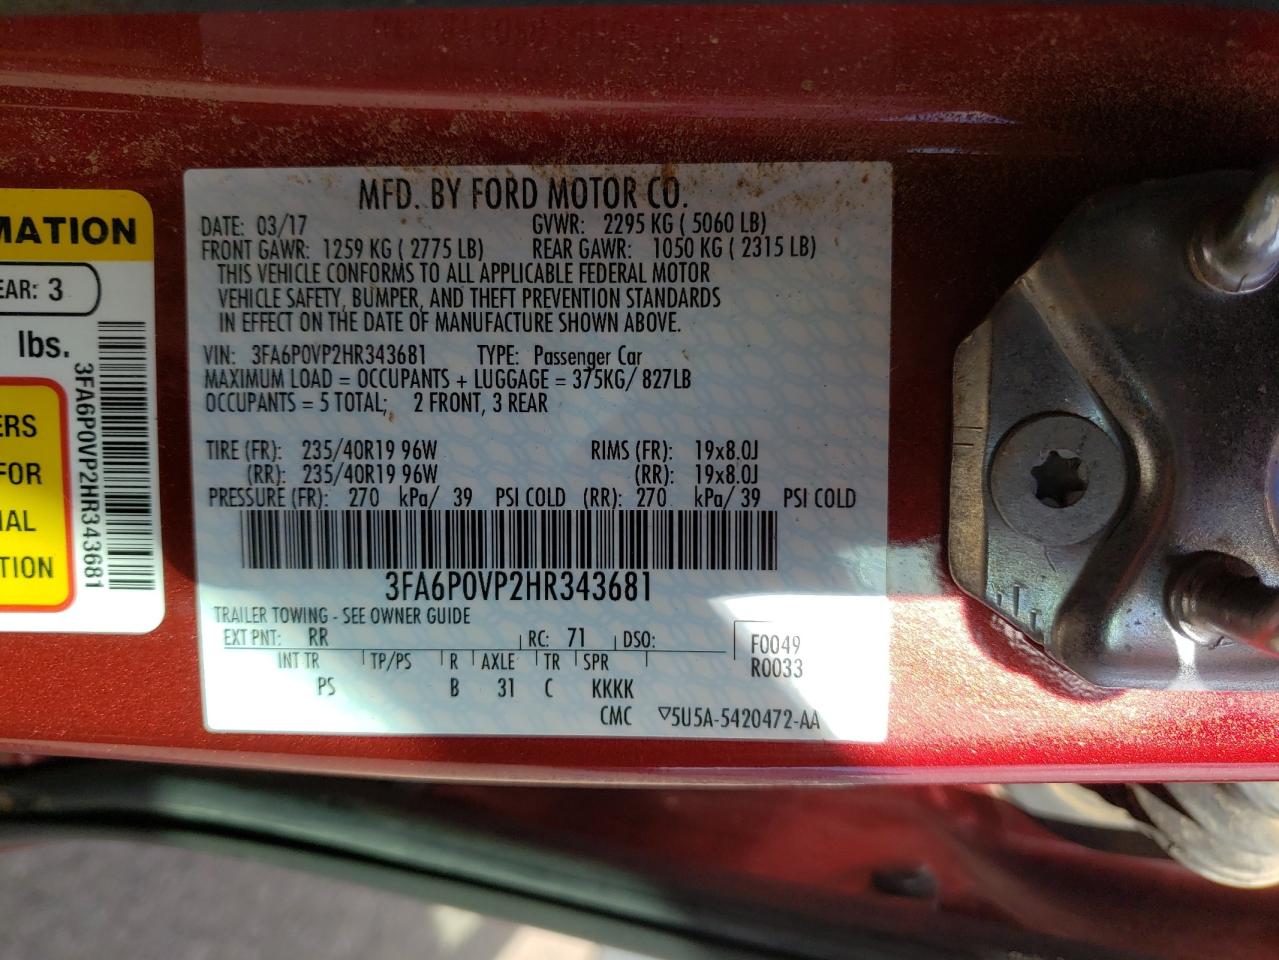 MFD. BY FORD MOTOR CO.
DATE: 03/17 GVWR: 2295 KG ( 5060 LB)
FRONT GAWR: 1259 KG ( 2775 LB) REAR GAWR: 1050 KG ( 2315 LB)
THIS VEHICLE CONFORMS TO ALL APPLICABLE FEDERAL MOTOR
VEHICLE SAFETY, BUMPER, AND THEFT PREVENTION STANDARDS
IN EFFECT ON THE DATE OF MANUFACTURE SHOWN ABOVE.
VIN: 3FA6P0VP2HR343681 TYPE: Passenger Car
MAXIMUM LOAD = OCCUPANTS + LUGGAGE = 375KG/ 827LB
OCCUPANTS = 5 TOTAL; 2 FRONT, 3 REAR
TIRE (FR): 235/40R19 96W RIMS (FR): 19x8.0J
(RR): 235/40R19 96W (RR): 19x8.0J
PRESSURE (FR): 270 kPa/ 39 PSI COLD (RR): 270 kPa/ 39 PSI COLD
3FA6P0VP2HR343681
TRAILER TOWING - SEE OWNER GUIDE
EXT PNT: RR RC: 71 DSO:
INT TR TP/PS R AXLE TR SPR
PS B 31 C KKKK
CMC ▽5U5A-5420472-AA
F0049
R0033
MATION
EAR: 3
lbs.
3FA6P0VP2HR343681
ERS
FOR
IAL
TION